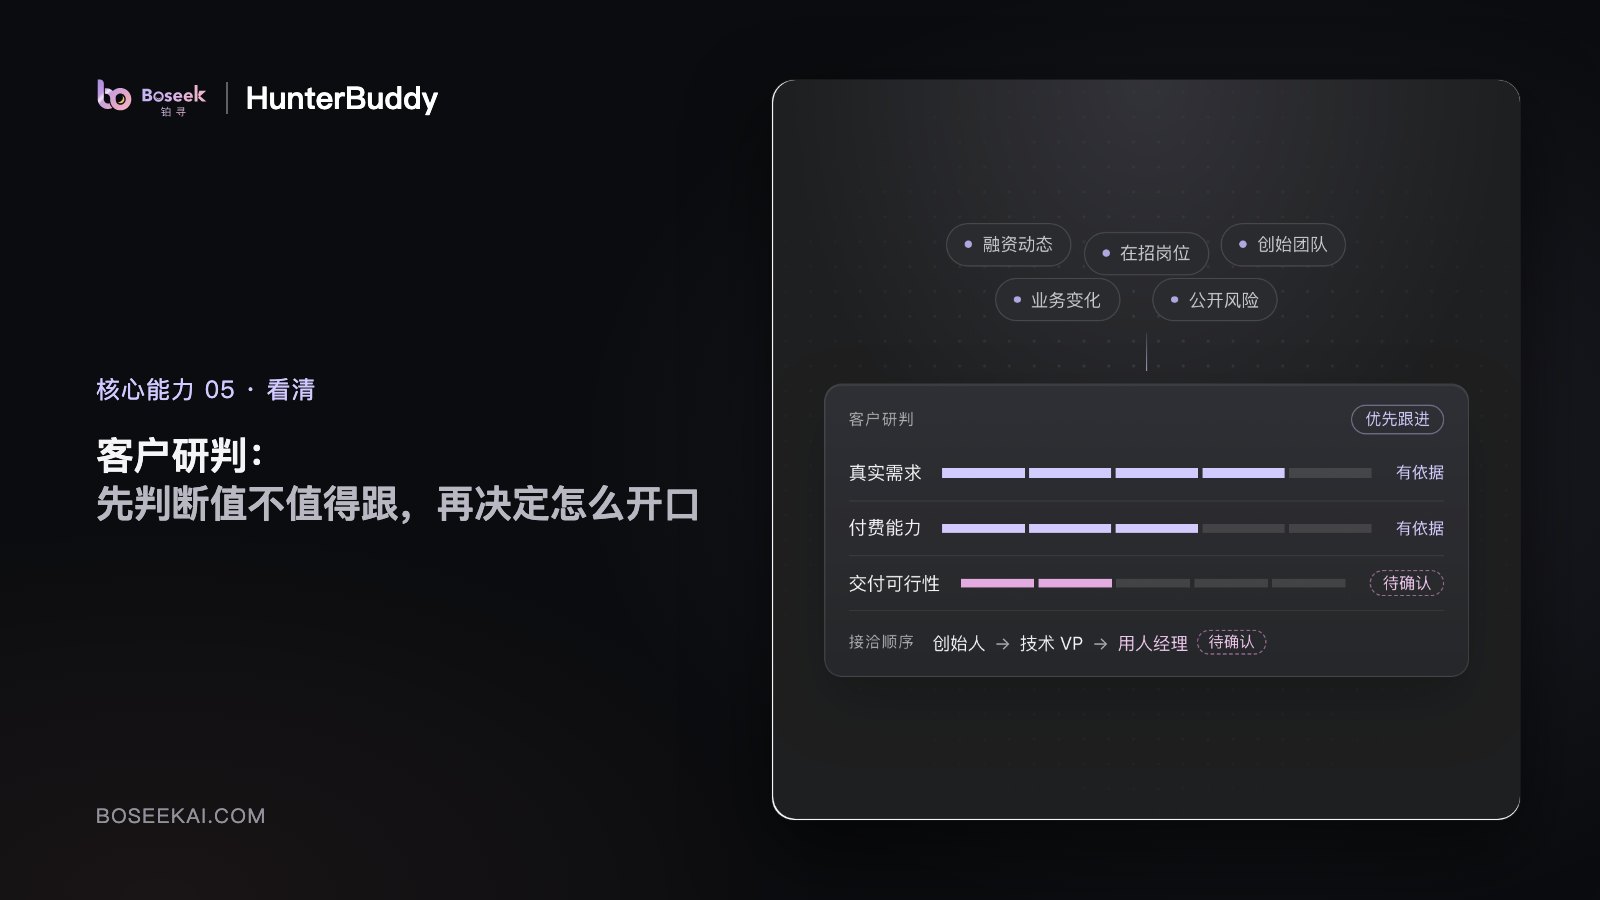 Boseek
铂寻
HunterBuddy
核心能力 05 · 看清
客户研判：
先判断值不值得跟，再决定怎么开口
BOSEEKAI.COM
融资动态
在招岗位
创始团队
业务变化
公开风险
客户研判
优先跟进
真实需求
有依据
付费能力
有依据
交付可行性
待确认
接洽顺序 创始人 → 技术 VP → 用人经理 待确认